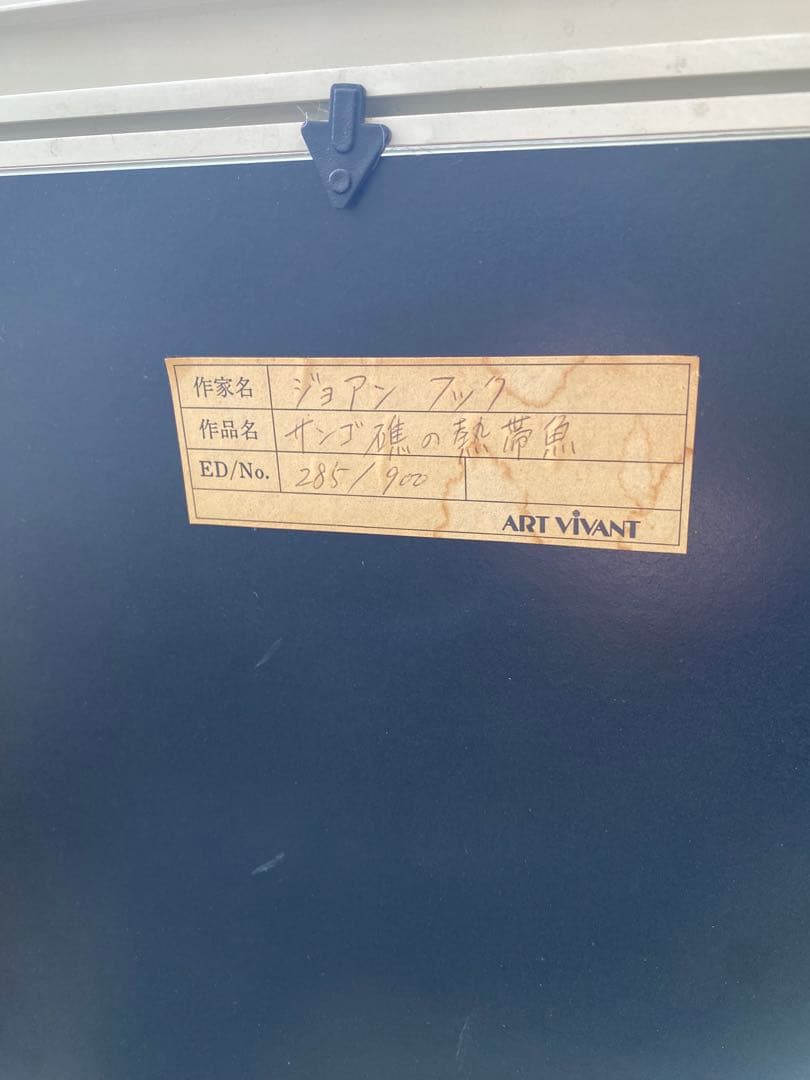 作家名 ジョアン フック
作品名 サンゴ礁の熱帯魚
ED/No. 285/900
ART ViVANT